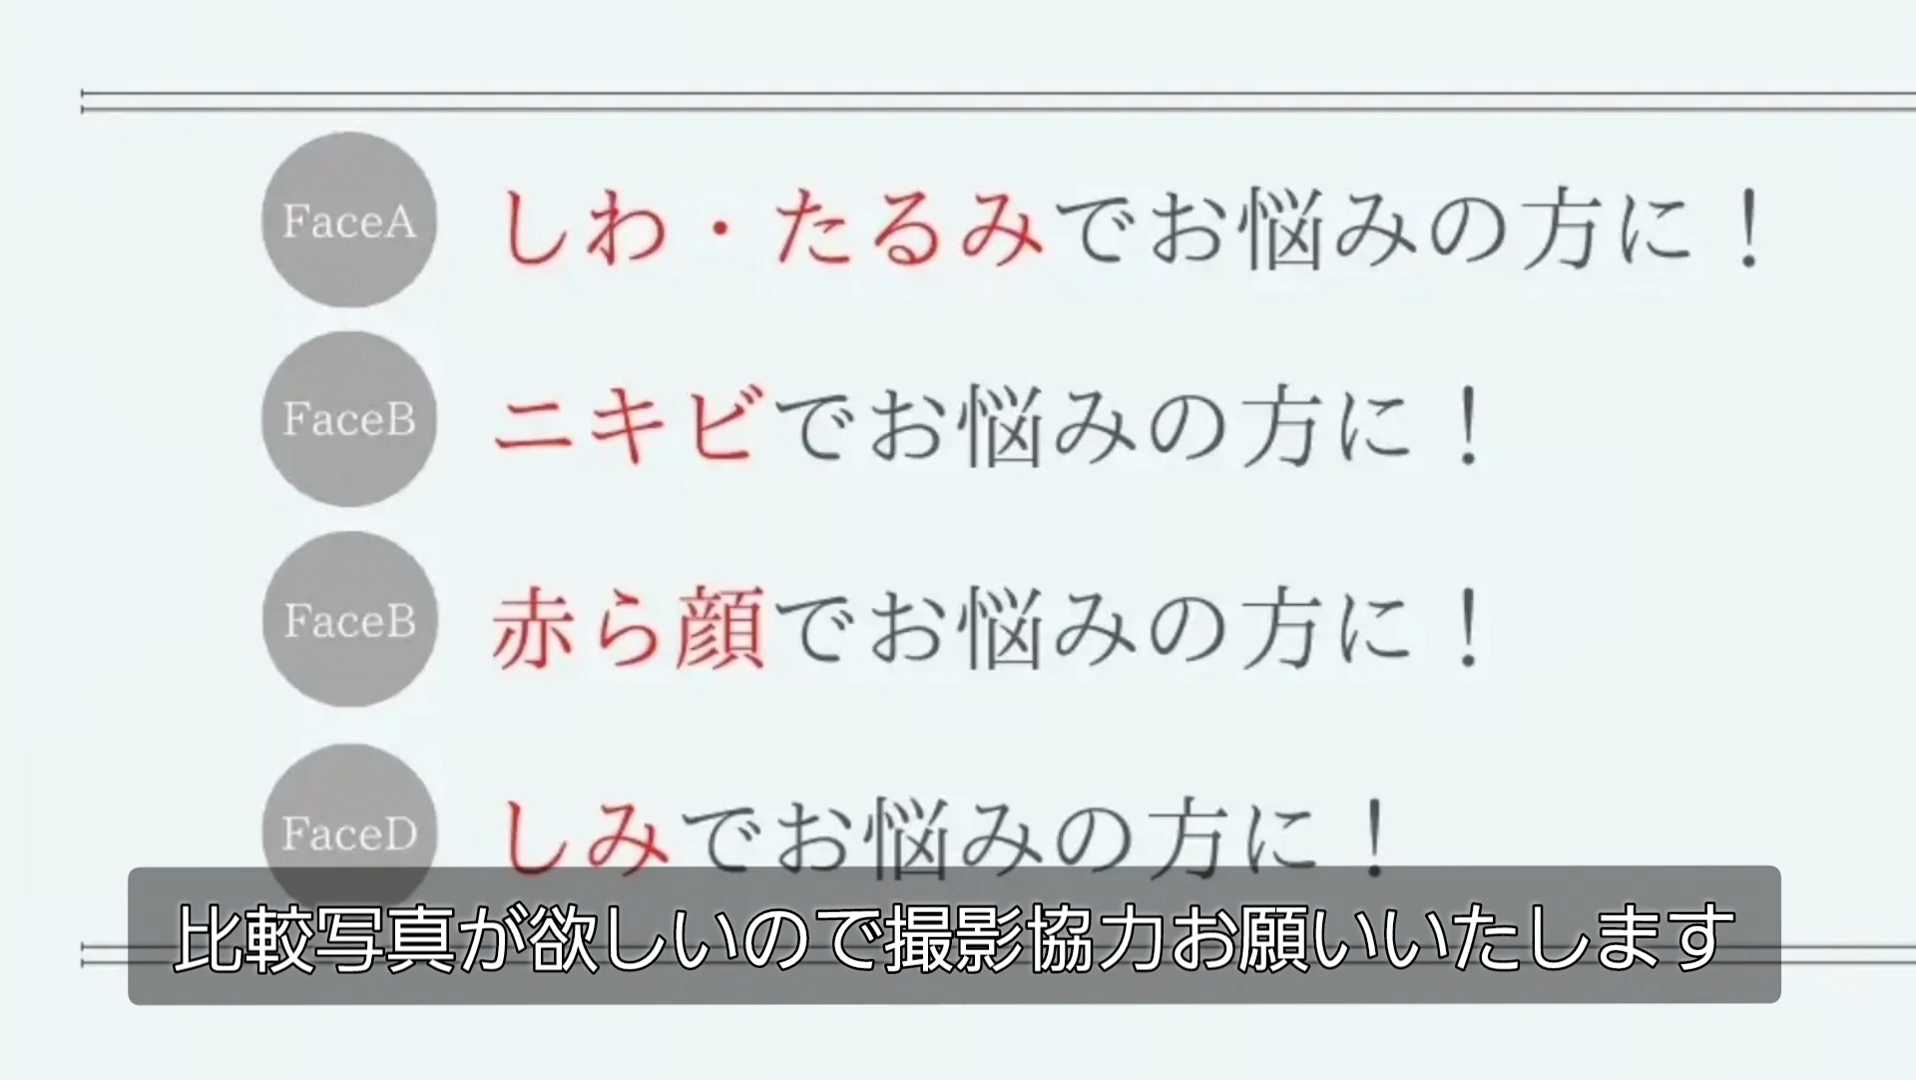 FaceA しわ・たるみでお悩みの方に！
FaceB ニキビでお悩みの方に！
FaceB 赤ら顔でお悩みの方に！
FaceD しみでお悩みの方に！
比較写真が欲しいので撮影協力お願いいたします